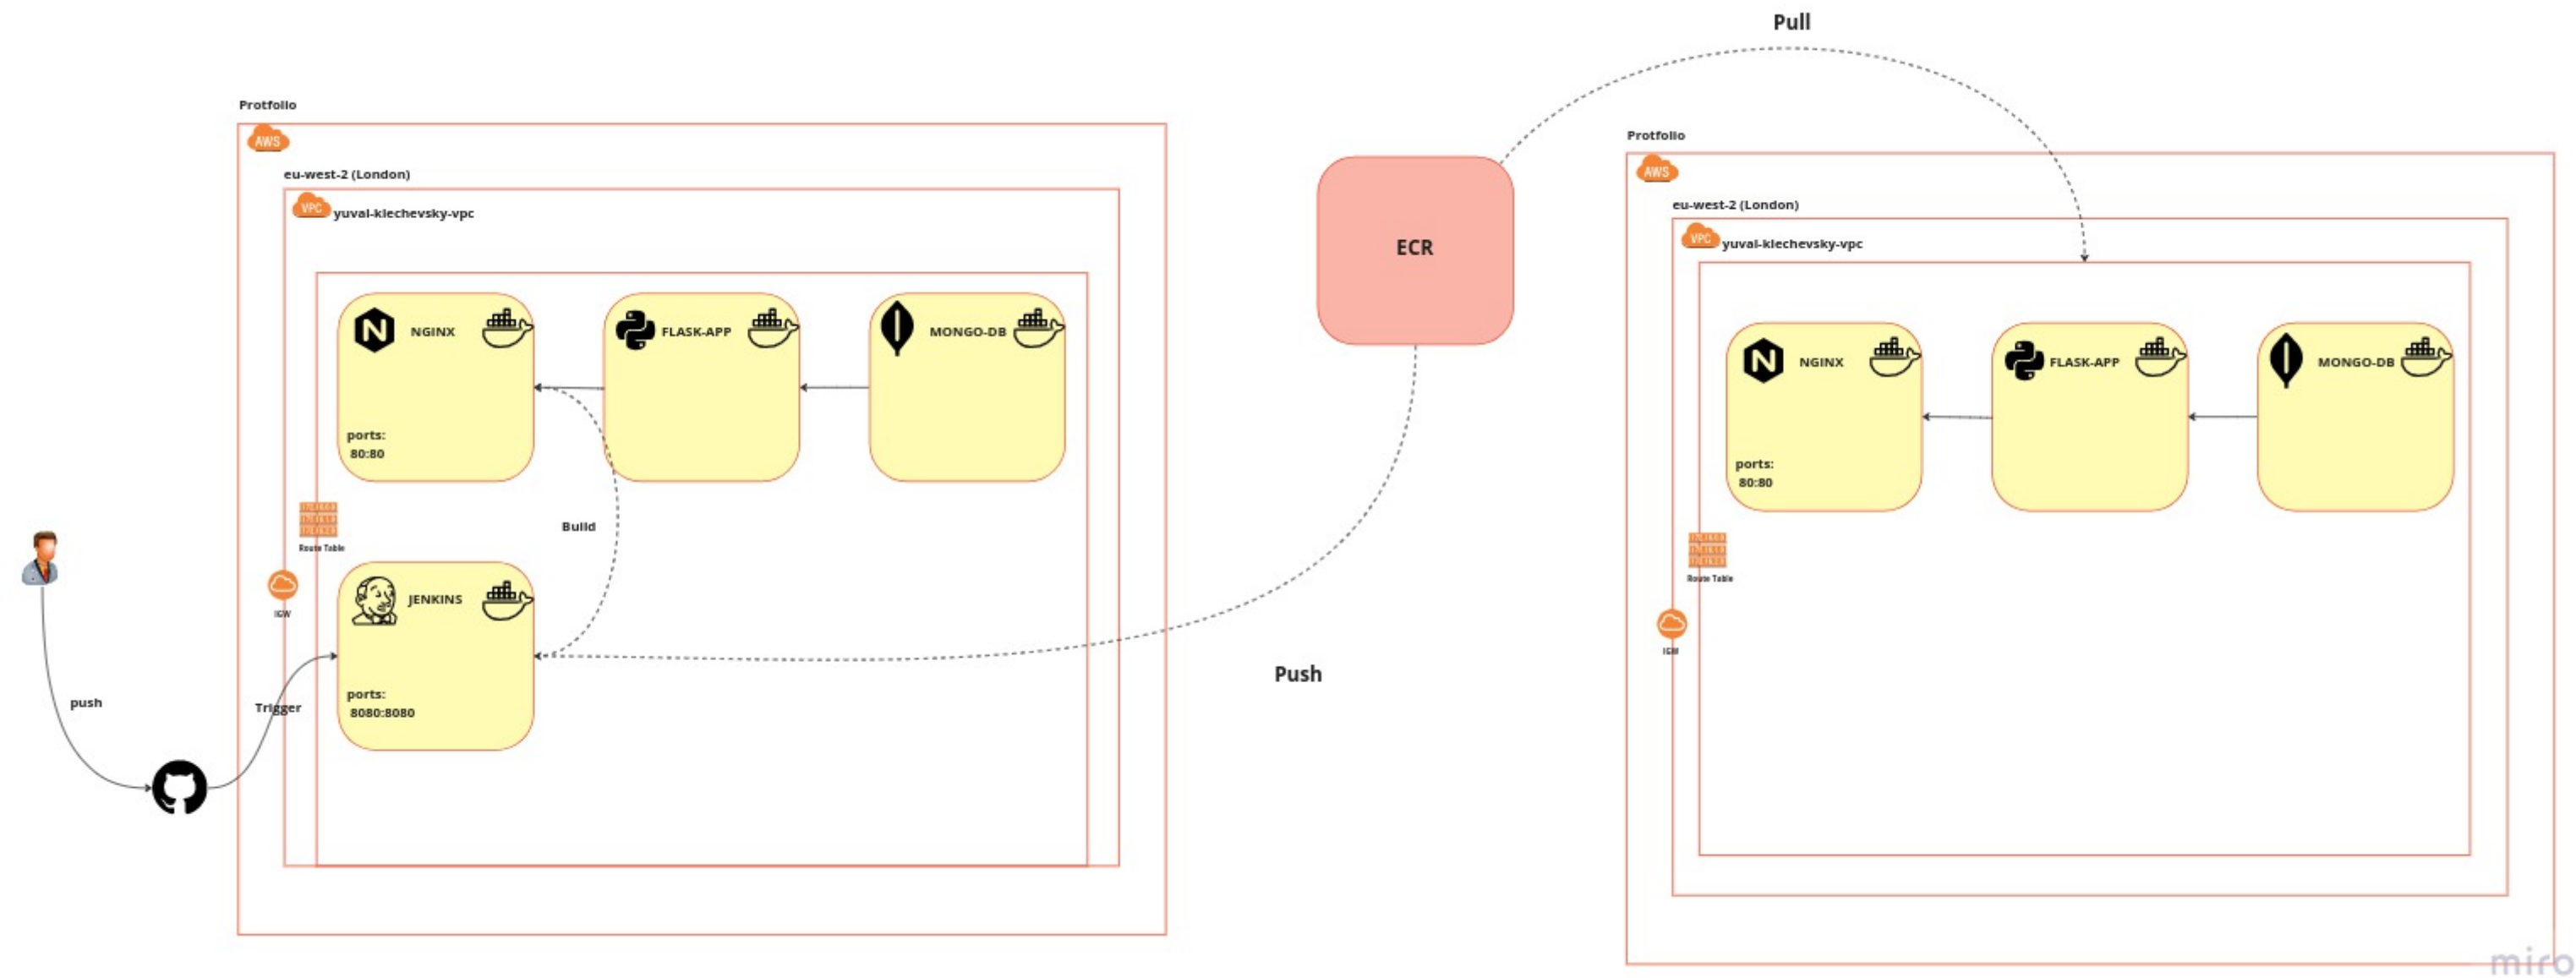 Pull
Protfolio
AWS
eu-west-2 (London)
VPC
yuval-klechevsky-vpc
NGINX
FLASK-APP
MONGO-DB
ports:
80:80
Build
Route Table
IGW
JENKINS
ports:
8080:8080
push
Trigger
ECR
Push
Protfolio
AWS
eu-west-2 (London)
VPC
yuval-klechevsky-vpc
NGINX
FLASK-APP
MONGO-DB
ports:
80:80
Route Table
IGW
miro